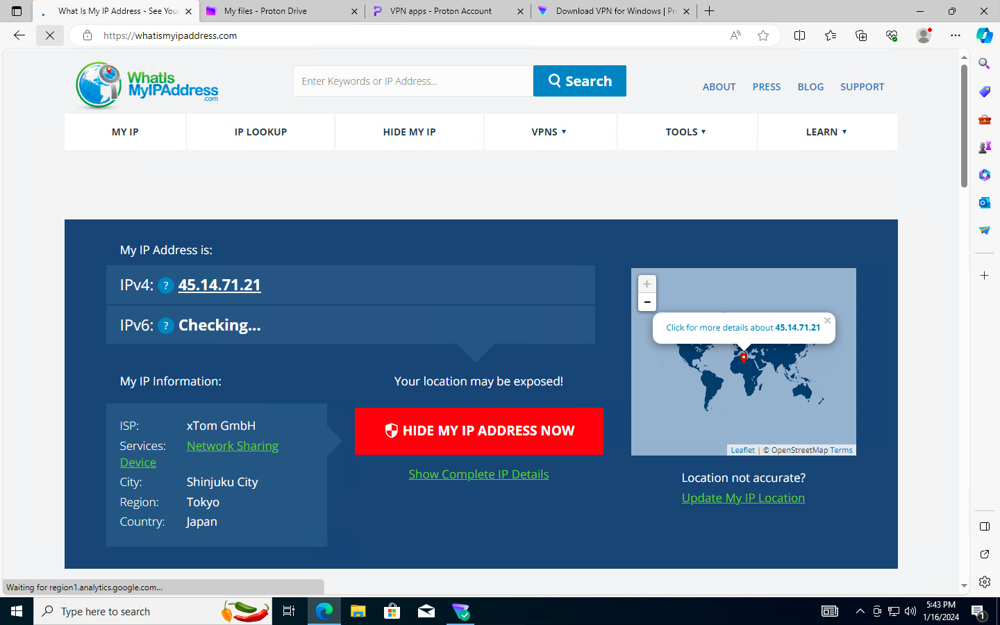 What Is My IP Address - See Your
My files - Proton Drive
VPN apps - Proton Account
Download VPN for Windows | Pro
https://whatismyipaddress.com
WhatIs
MyIPAddress
.com
Enter Keywords or IP Address...
Search
ABOUT
PRESS
BLOG
SUPPORT
MY IP
IP LOOKUP
HIDE MY IP
VPNS
TOOLS
LEARN
My IP Address is:
IPv4: ? 45.14.71.21
IPv6: ? Checking...
+
-
Click for more details about 45.14.71.21
×
Leaflet | © OpenStreetMap Terms
My IP Information:
Your location may be exposed!
ISP: xTom GmbH
Services: Network Sharing
Device
City: Shinjuku City
Region: Tokyo
Country: Japan
HIDE MY IP ADDRESS NOW
Show Complete IP Details
Location not accurate?
Update My IP Location
Waiting for region1.analytics.google.com...
Type here to search
5:43 PM
1/16/2024
1